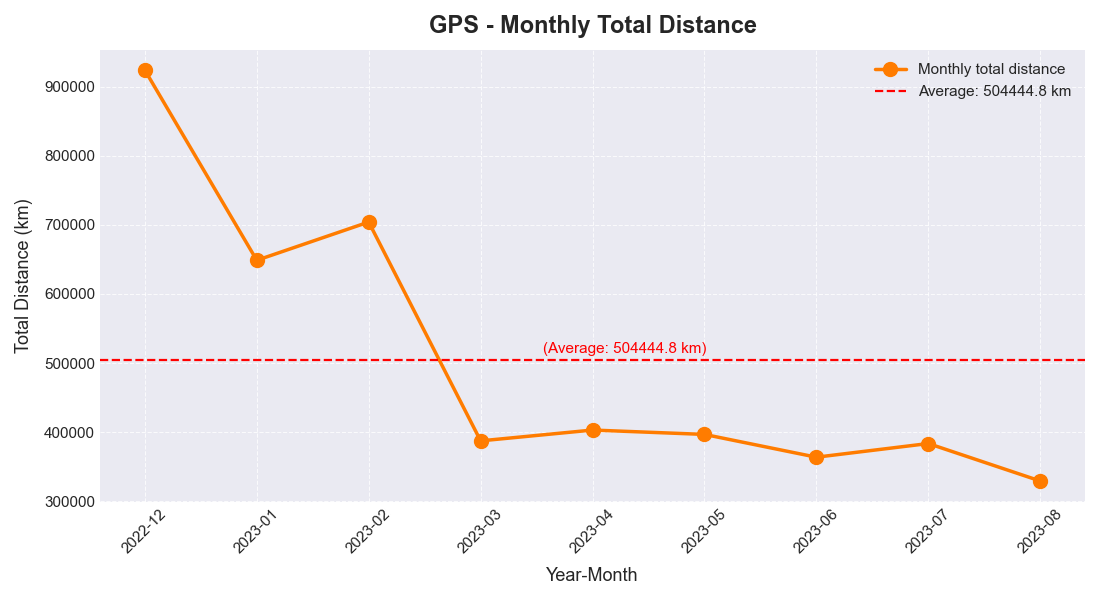 GPS - Monthly Total Distance
Monthly total distance
Average: 504444.8 km
Total Distance (km)
900000
800000
700000
600000
500000
400000
300000
(Average: 504444.8 km)
2022-12
2023-01
2023-02
2023-03
2023-04
2023-05
2023-06
2023-07
2023-08
Year-Month